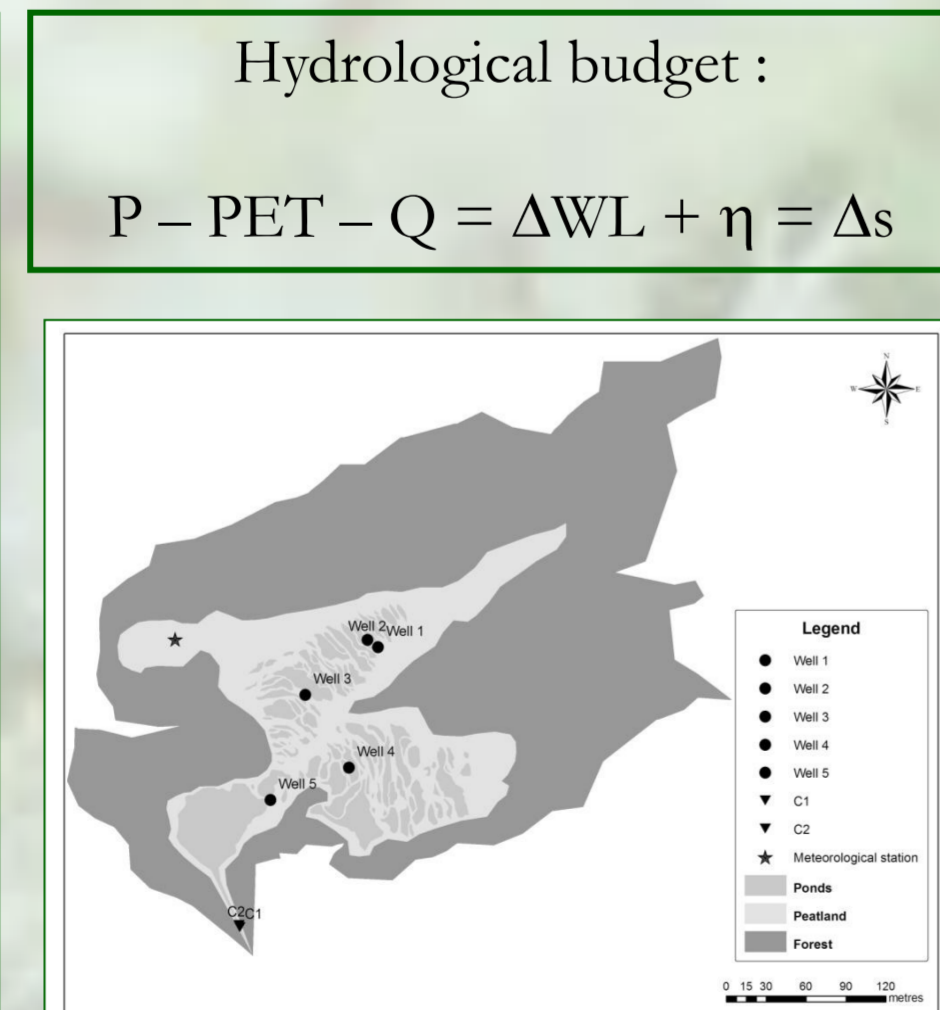 Hydrological budget :
P – PET – Q = ΔWL + η = Δs
N
W E
S
Well 2 Well 1
Well 3
Well 4
Well 5
C2C1
Legend
Well 1
Well 2
Well 3
Well 4
Well 5
C1
C2
Meteorological station
Ponds
Peatland
Forest
0 15 30 60 90 120
metres